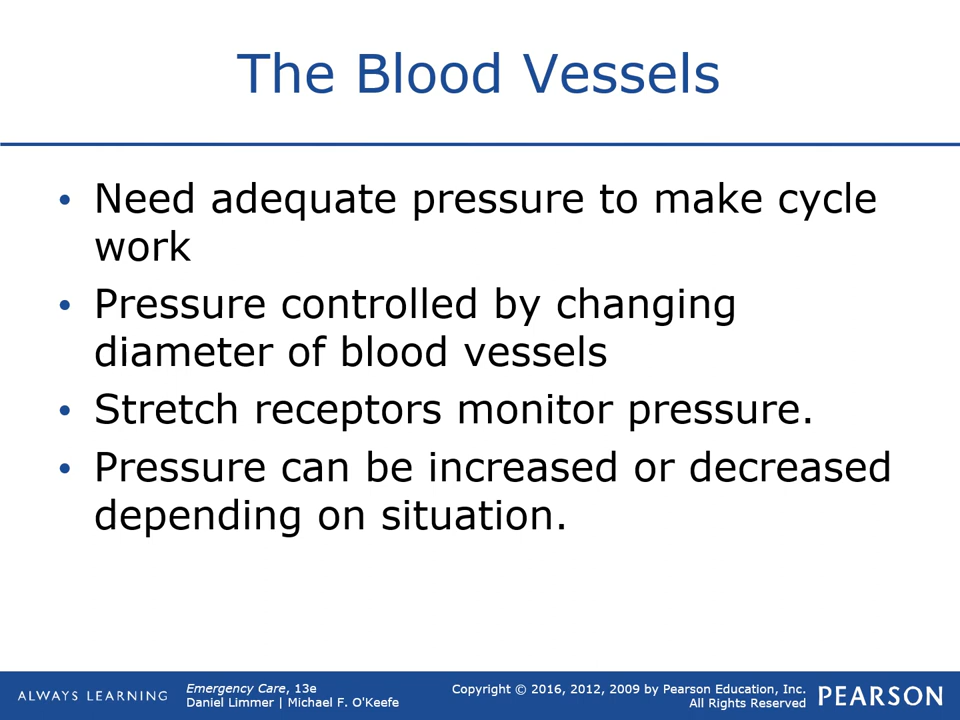 The Blood Vessels
• Need adequate pressure to make cycle
work
• Pressure controlled by changing
diameter of blood vessels
• Stretch receptors monitor pressure.
• Pressure can be increased or decreased
depending on situation.
ALWAYS LEARNING
Emergency Care, 13e
Daniel Limmer | Michael F. O'Keefe
Copyright © 2016, 2012, 2009 by Pearson Education, Inc.
All Rights Reserved
PEARSON